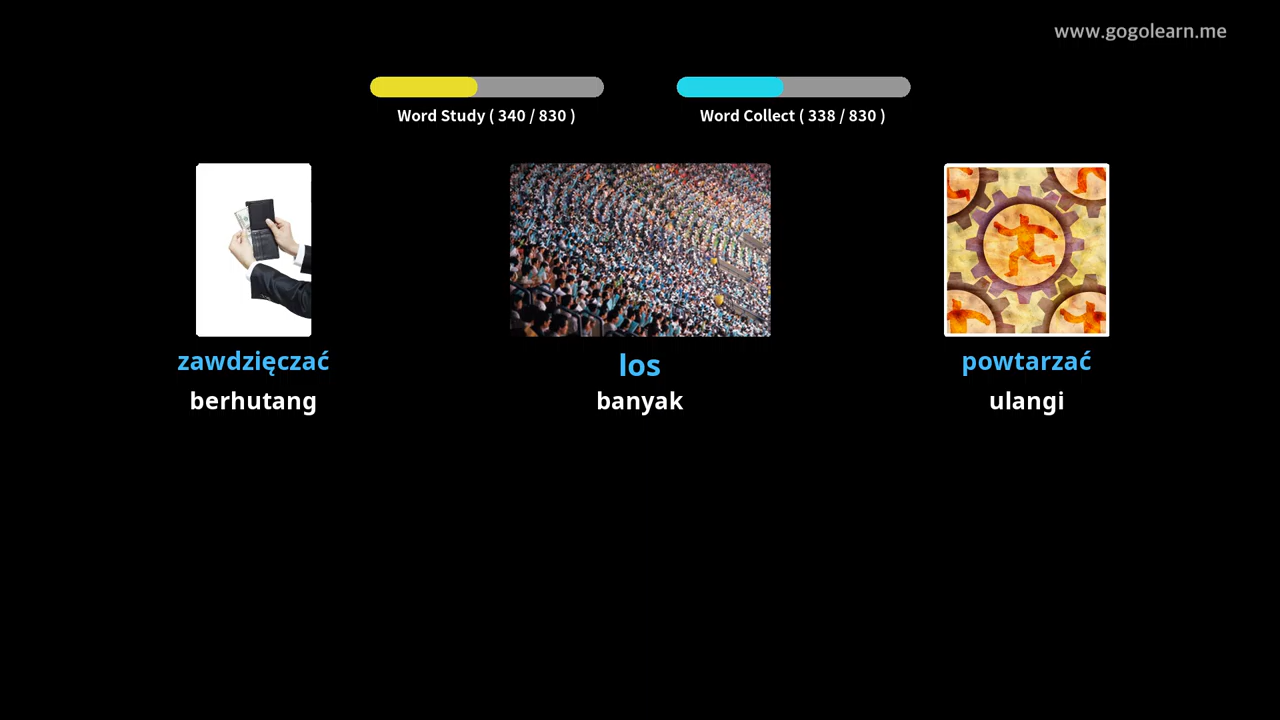 www.gogolearn.me
Word Study ( 340 / 830 )
Word Collect ( 338 / 830 )
zawdzięczać
los
powtarzać
berhutang
banyak
ulangi